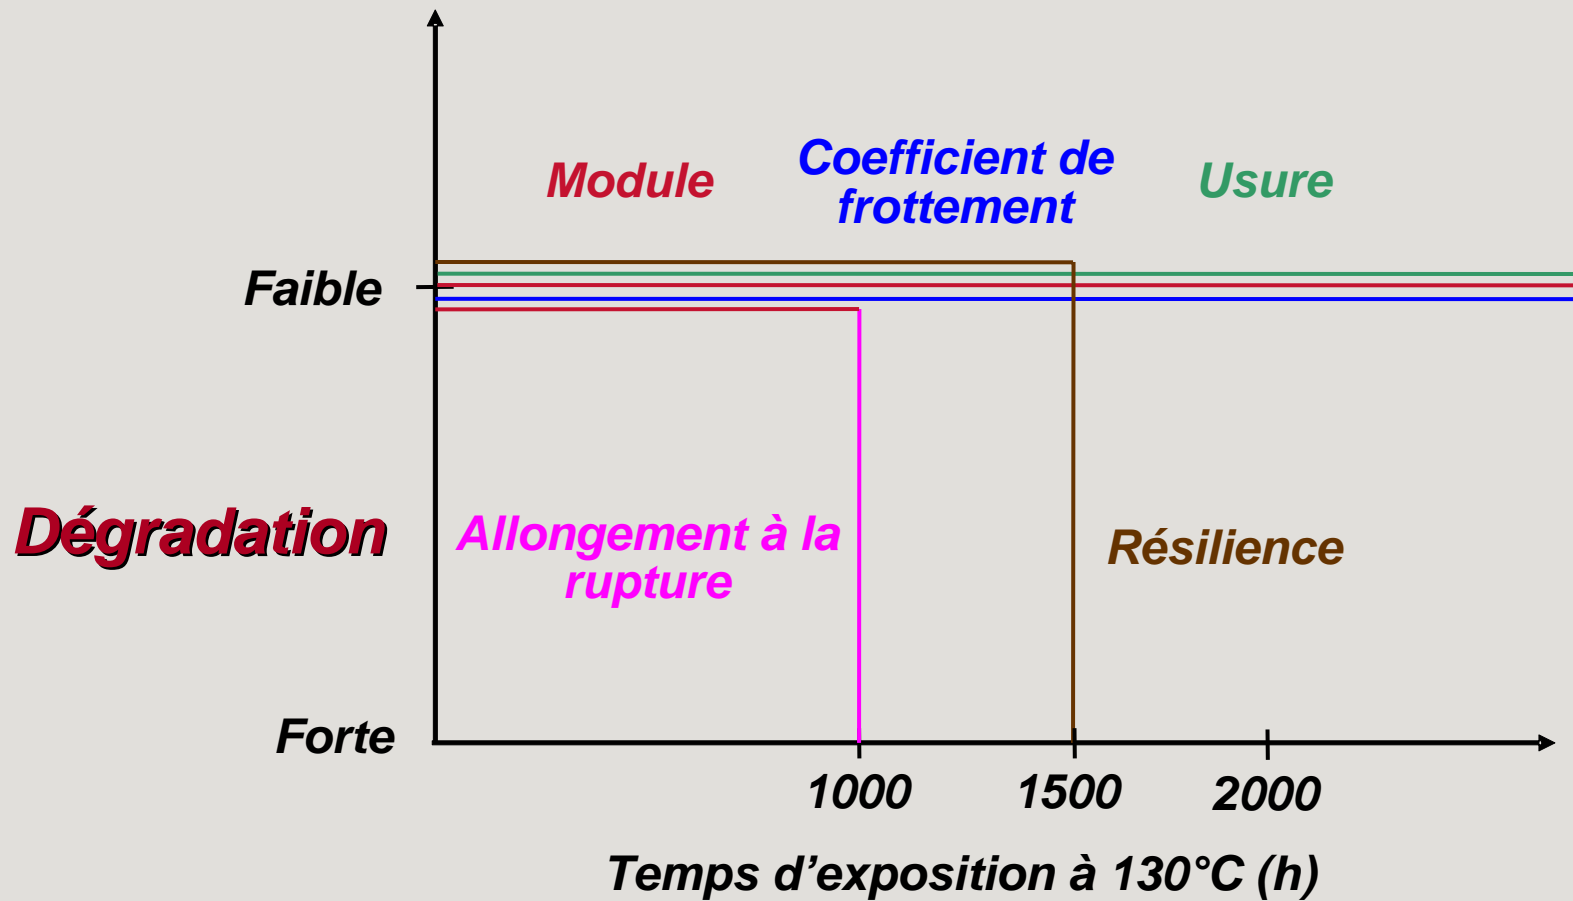 Module
Coefficient de
frottement
Usure
Faible
Dégradation
Allongement à la
rupture
Résilience
Forte
1000
1500
2000
Temps d’exposition à 130°C (h)